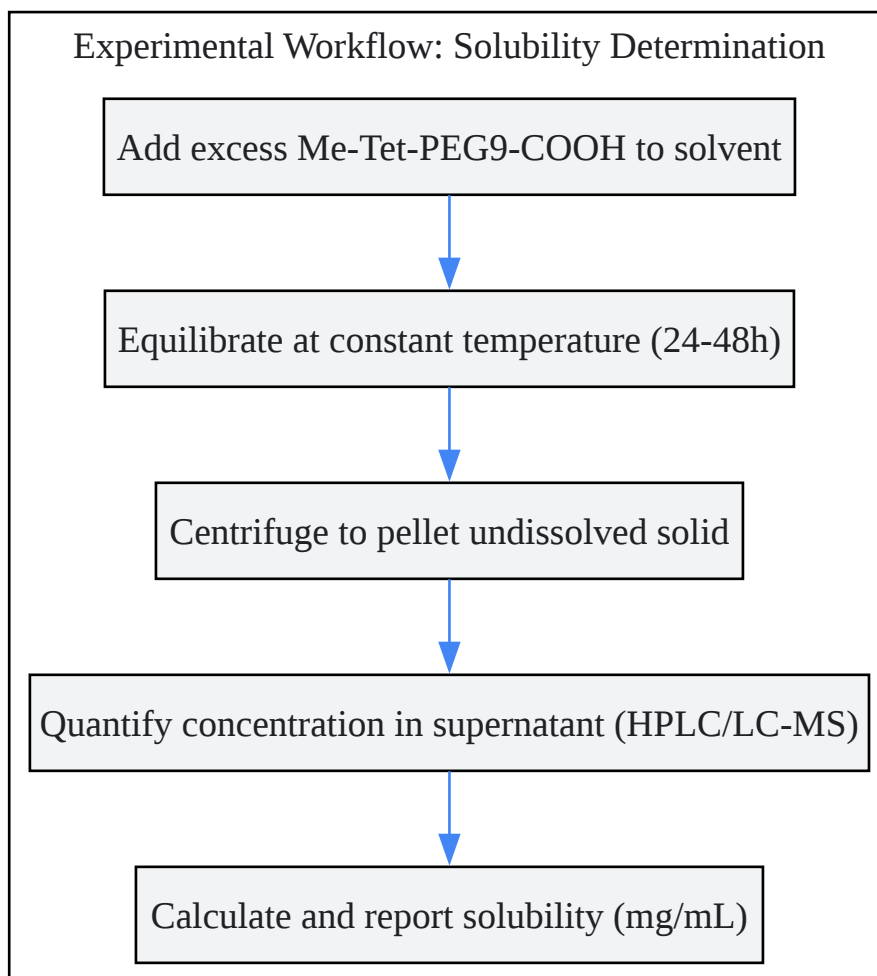 Experimental Workflow: Solubility Determination
Add excess Me-Tet-PEG9-COOH to solvent
Equilibrate at constant temperature (24-48h)
Centrifuge to pellet undissolved solid
Quantify concentration in supernatant (HPLC/LC-MS)
Calculate and report solubility (mg/mL)